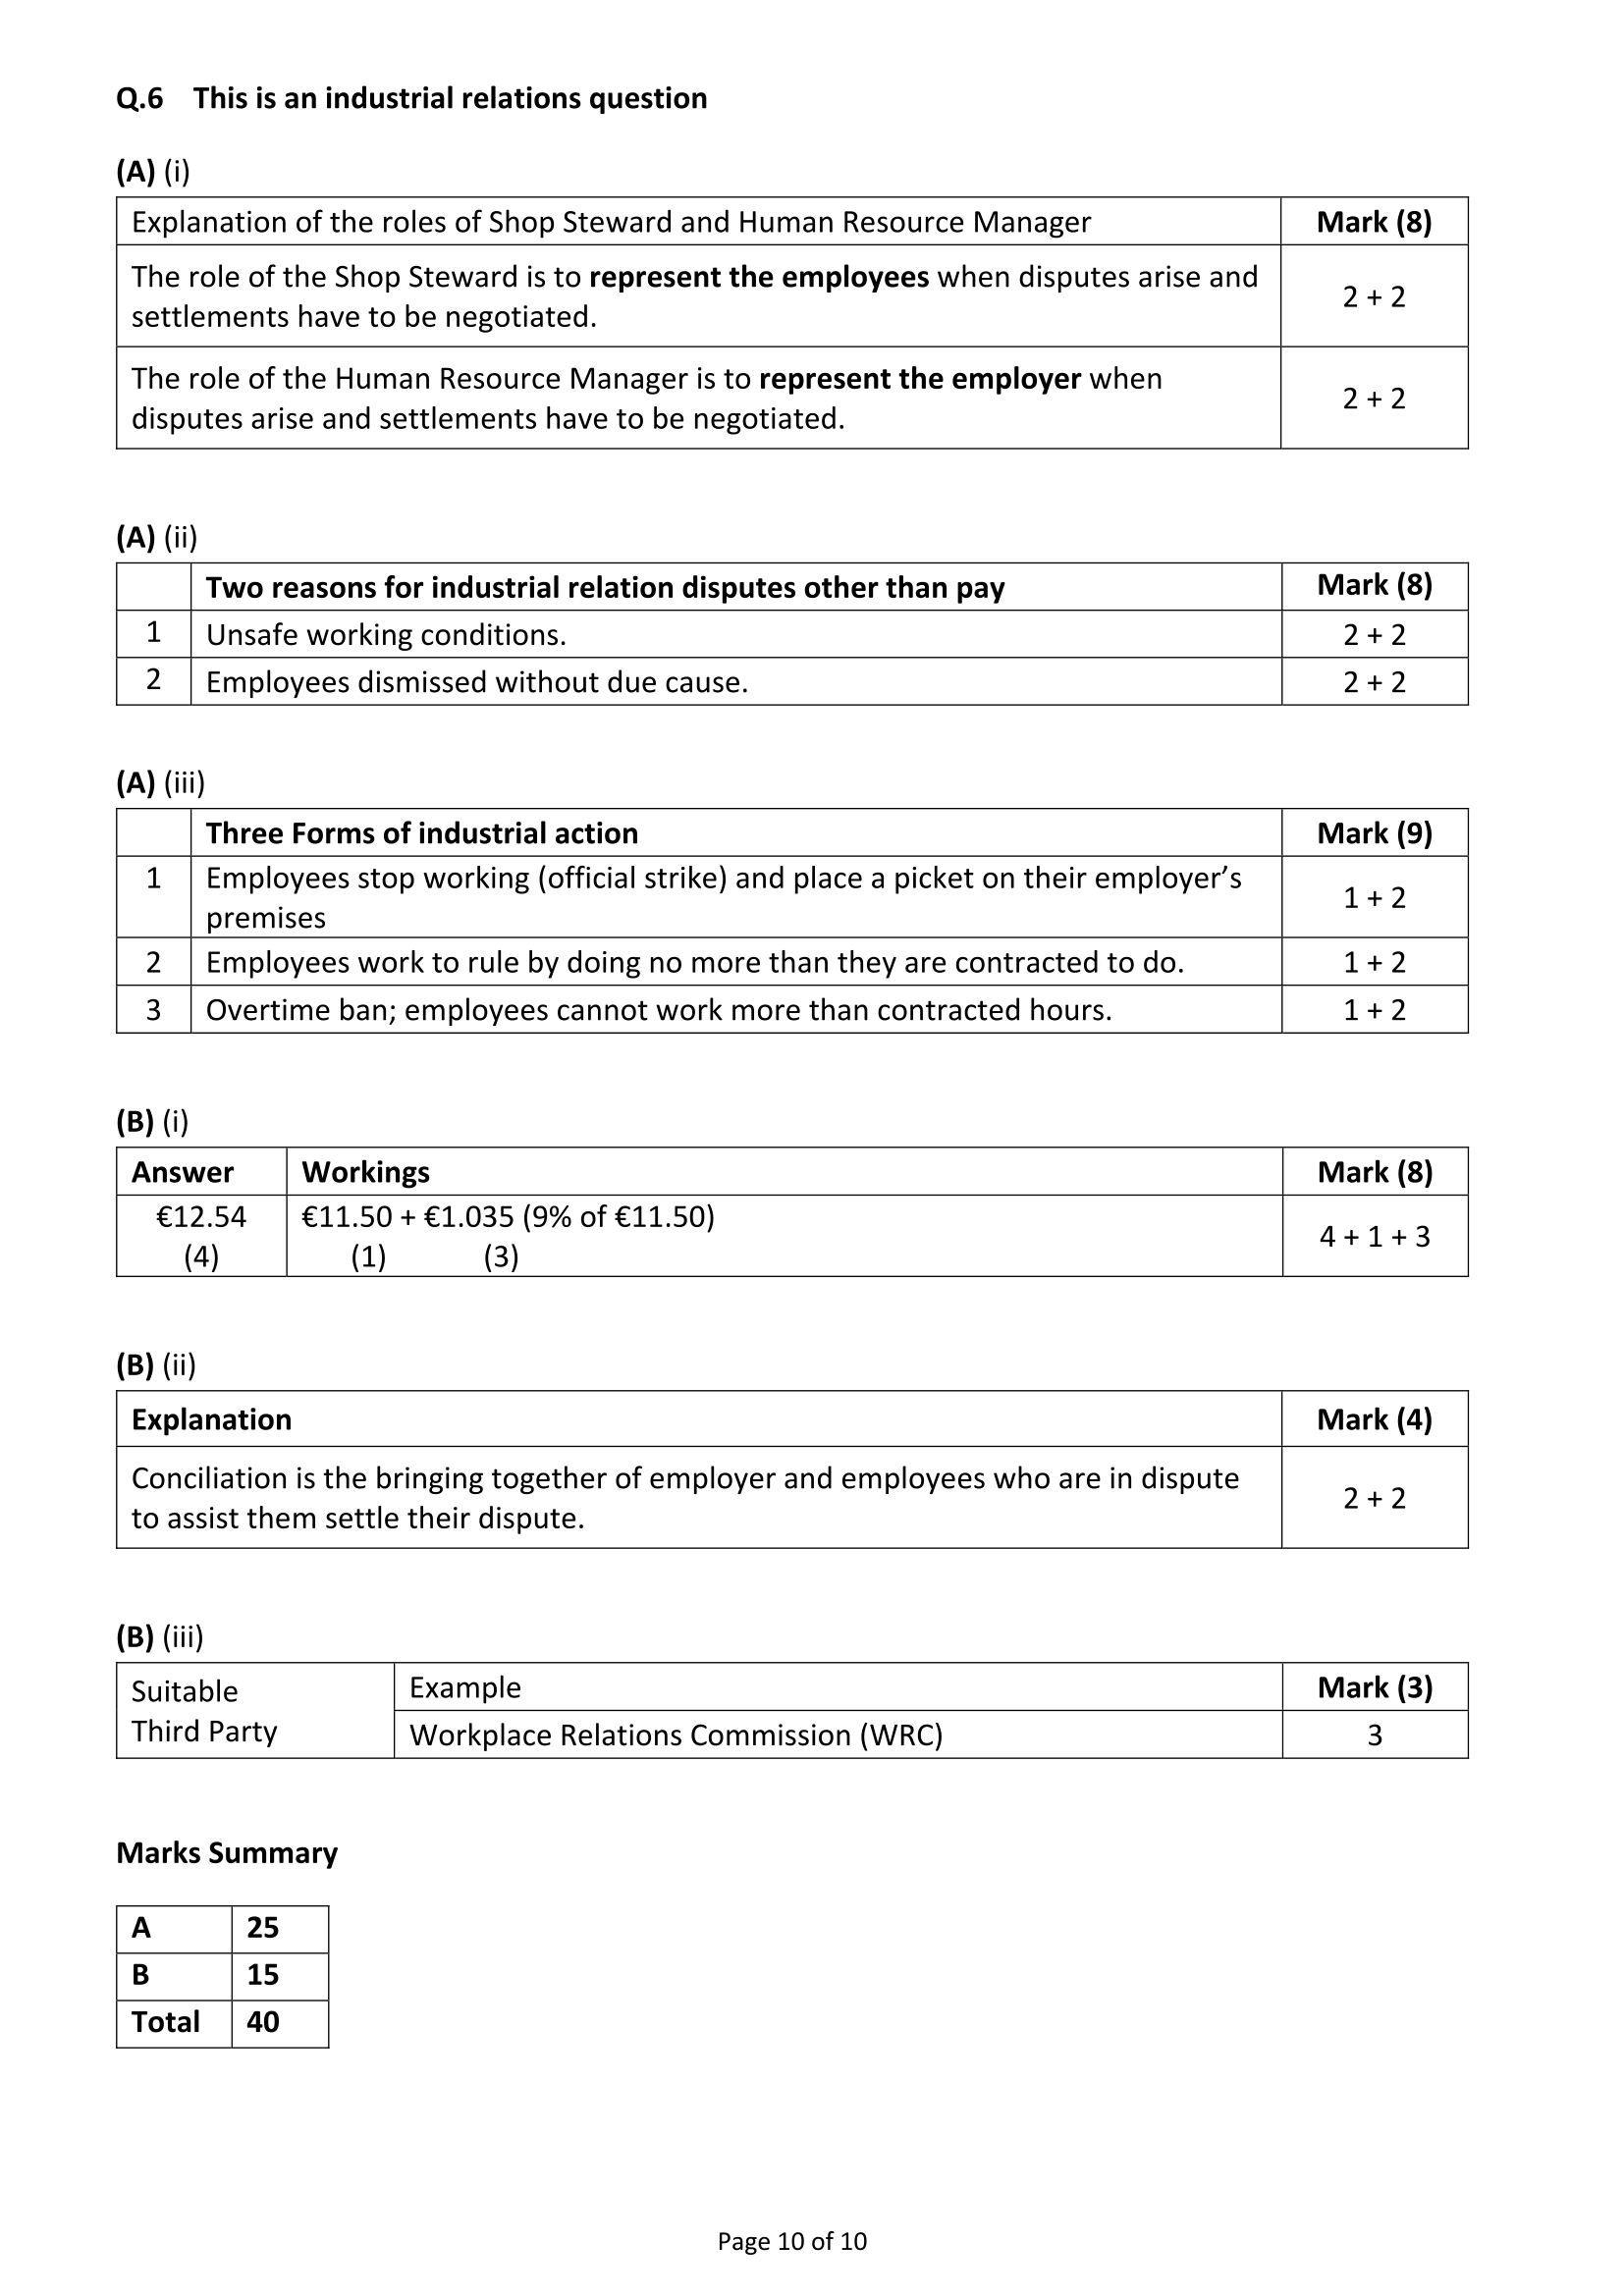 Q.6 This is an industrial relations question
(A) (i)
Explanation of the roles of Shop Steward and Human Resource Manager Mark (8)
The role of the Shop Steward is to represent the employees when disputes arise and
settlements have to be negotiated.
2 + 2
The role of the Human Resource Manager is to represent the employer when
disputes arise and settlements have to be negotiated.
2 + 2
(A) (ii)
Two reasons for industrial relation disputes other than pay Mark (8)
1 Unsafe working conditions. 2 + 2
2 Employees dismissed without due cause. 2 + 2
(A) (iii)
Three Forms of industrial action Mark (9)
1 Employees stop working (official strike) and place a picket on their employer’s
premises
1 + 2
2 Employees work to rule by doing no more than they are contracted to do. 1 + 2
3 Overtime ban; employees cannot work more than contracted hours. 1 + 2
(B) (i)
Answer Workings Mark (8)
€12.54 €11.50 + €1.035 (9% of €11.50)
(4) (1) (3)
4 + 1 + 3
(B) (ii)
Explanation Mark (4)
Conciliation is the bringing together of employer and employees who are in dispute
to assist them settle their dispute.
2 + 2
(B) (iii)
Suitable
Third Party
Example Mark (3)
Workplace Relations Commission (WRC) 3
Marks Summary
A 25
B 15
Total 40
Page 10 of 10